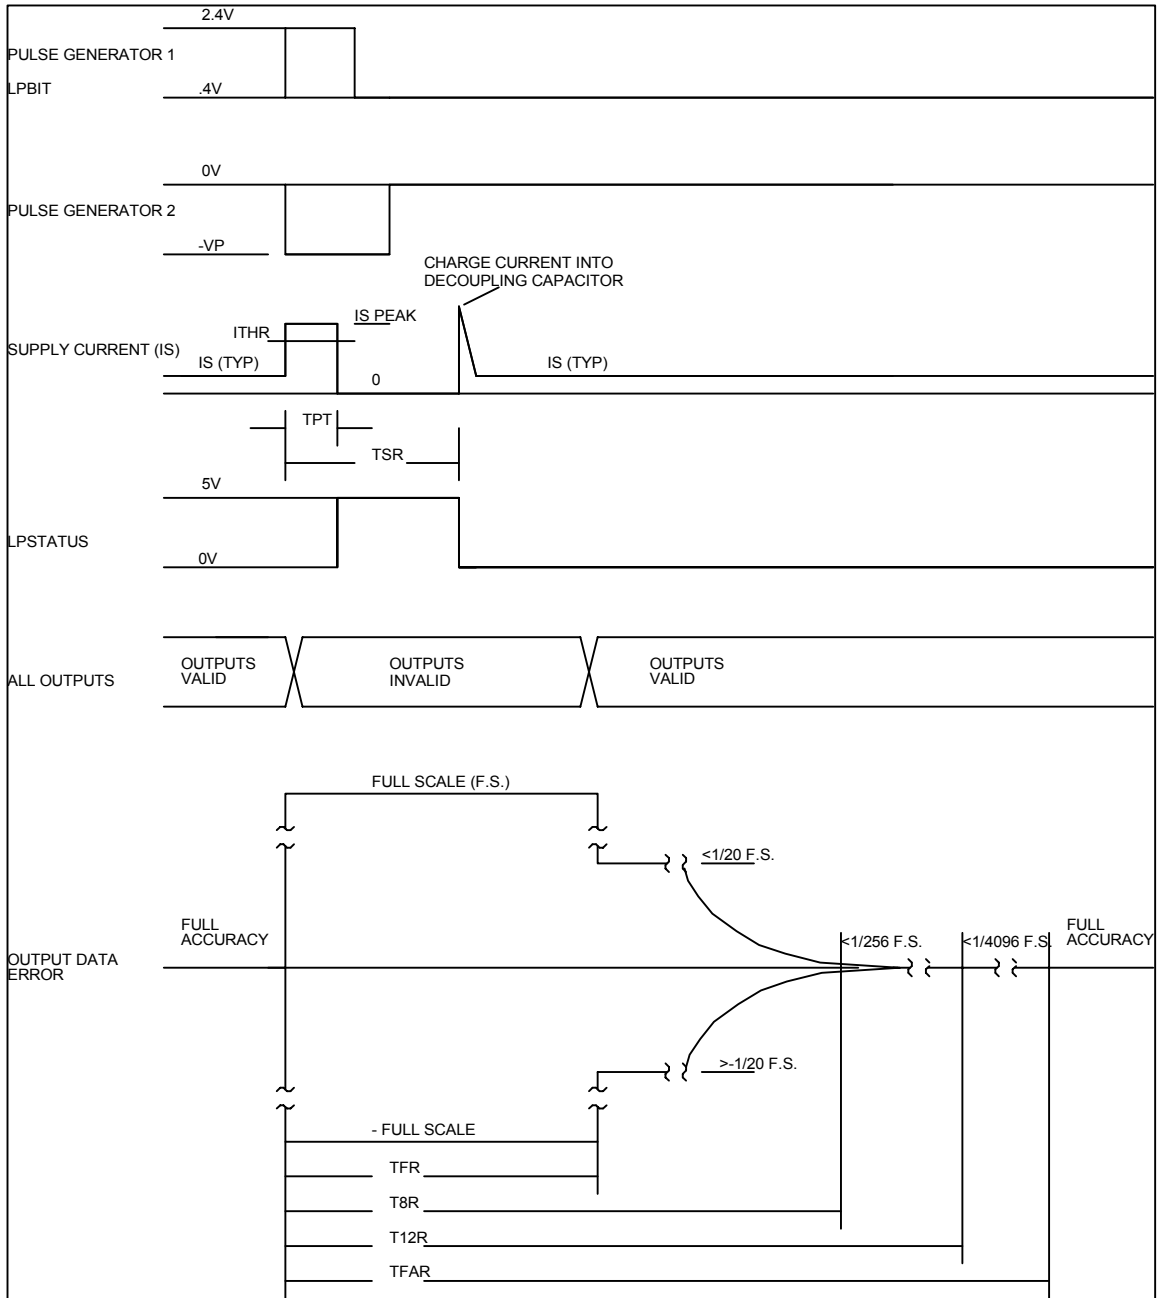 2.4V
PULSE GENERATOR 1
LPBIT
.4V
0V
PULSE GENERATOR 2
-VP
CHARGE CURRENT INTO
DECOUPLING CAPACITOR
IS PEAK
ITHR
SUPPLY CURRENT (IS)
IS (TYP)
IS (TYP)
0
TPT
TSR
5V
LPSTATUS
0V
ALL OUTPUTS
OUTPUTS
VALID
OUTPUTS
INVALID
OUTPUTS
VALID
FULL SCALE (F.S.)
<1/20 F.S.
FULL
ACCURACY
<1/256 F.S.
<1/4096 F.S.
FULL
ACCURACY
OUTPUT DATA
ERROR
>-1/20 F.S.
- FULL SCALE
TFR
T8R
T12R
TFAR